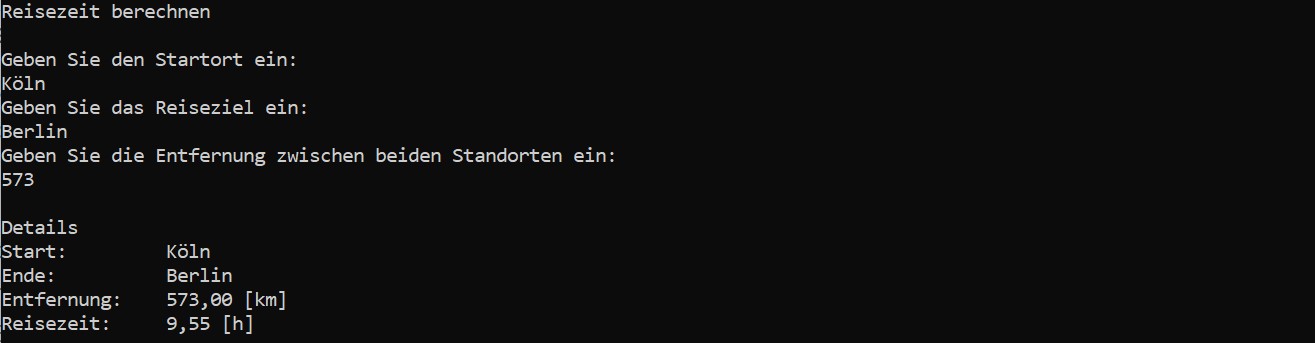 Reisezeit berechnen
Geben Sie den Startort ein:
Köln
Geben Sie das Reiseziel ein:
Berlin
Geben Sie die Entfernung zwischen beiden Standorten ein:
573
Details
Start: Köln
Ende: Berlin
Entfernung: 573,00 [km]
Reisezeit: 9,55 [h]